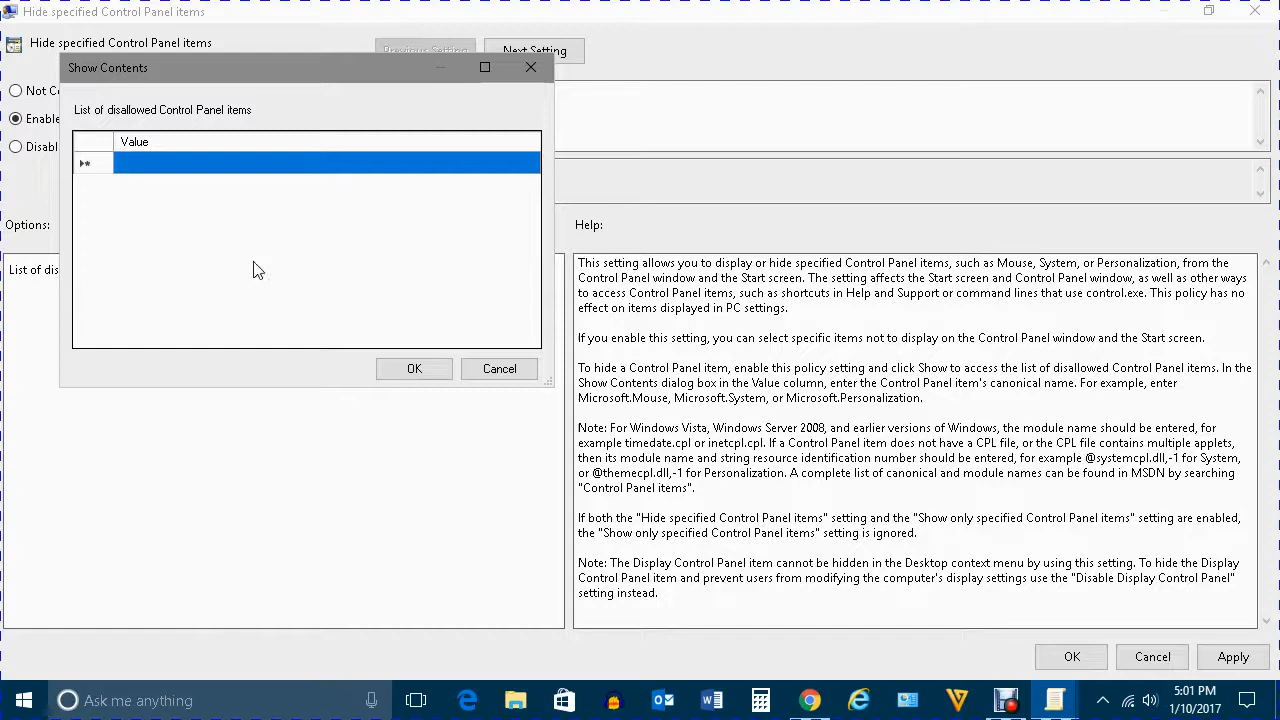 Hide specified Control Panel items
Hide specified Control Panel items
Previous Setting
Next Setting
Show Contents
Not C
Enable
Disabl
List of disallowed Control Panel items
Value
Options:
Help:
List of dis
OK
Cancel
This setting allows you to display or hide specified Control Panel items, such as Mouse, System, or Personalization, from the
Control Panel window and the Start screen. The setting affects the Start screen and Control Panel window, as well as other ways
to access Control Panel items, such as shortcuts in Help and Support or command lines that use control.exe. This policy has no
effect on items displayed in PC settings.
If you enable this setting, you can select specific items not to display on the Control Panel window and the Start screen.
To hide a Control Panel item, enable this policy setting and click Show to access the list of disallowed Control Panel items. In the
Show Contents dialog box in the Value column, enter the Control Panel item's canonical name. For example, enter
Microsoft.Mouse, Microsoft.System, or Microsoft.Personalization.
Note: For Windows Vista, Windows Server 2008, and earlier versions of Windows, the module name should be entered, for
example timedate.cpl or inetcpl.cpl. If a Control Panel item does not have a CPL file, or the CPL file contains multiple applets,
then its module name and string resource identification number should be entered, for example @systemcpl.dll,-1 for System,
or @themecpl.dll,-1 for Personalization. A complete list of canonical and module names can be found in MSDN by searching
"Control Panel items".
If both the "Hide specified Control Panel items" setting and the "Show only specified Control Panel items" setting are enabled,
the "Show only specified Control Panel items" setting is ignored.
Note: The Display Control Panel item cannot be hidden in the Desktop context menu by using this setting. To hide the Display
Control Panel item and prevent users from modifying the computer's display settings use the "Disable Display Control Panel"
setting instead.
OK
Cancel
Apply
Ask me anything
5:01 PM
1/10/2017